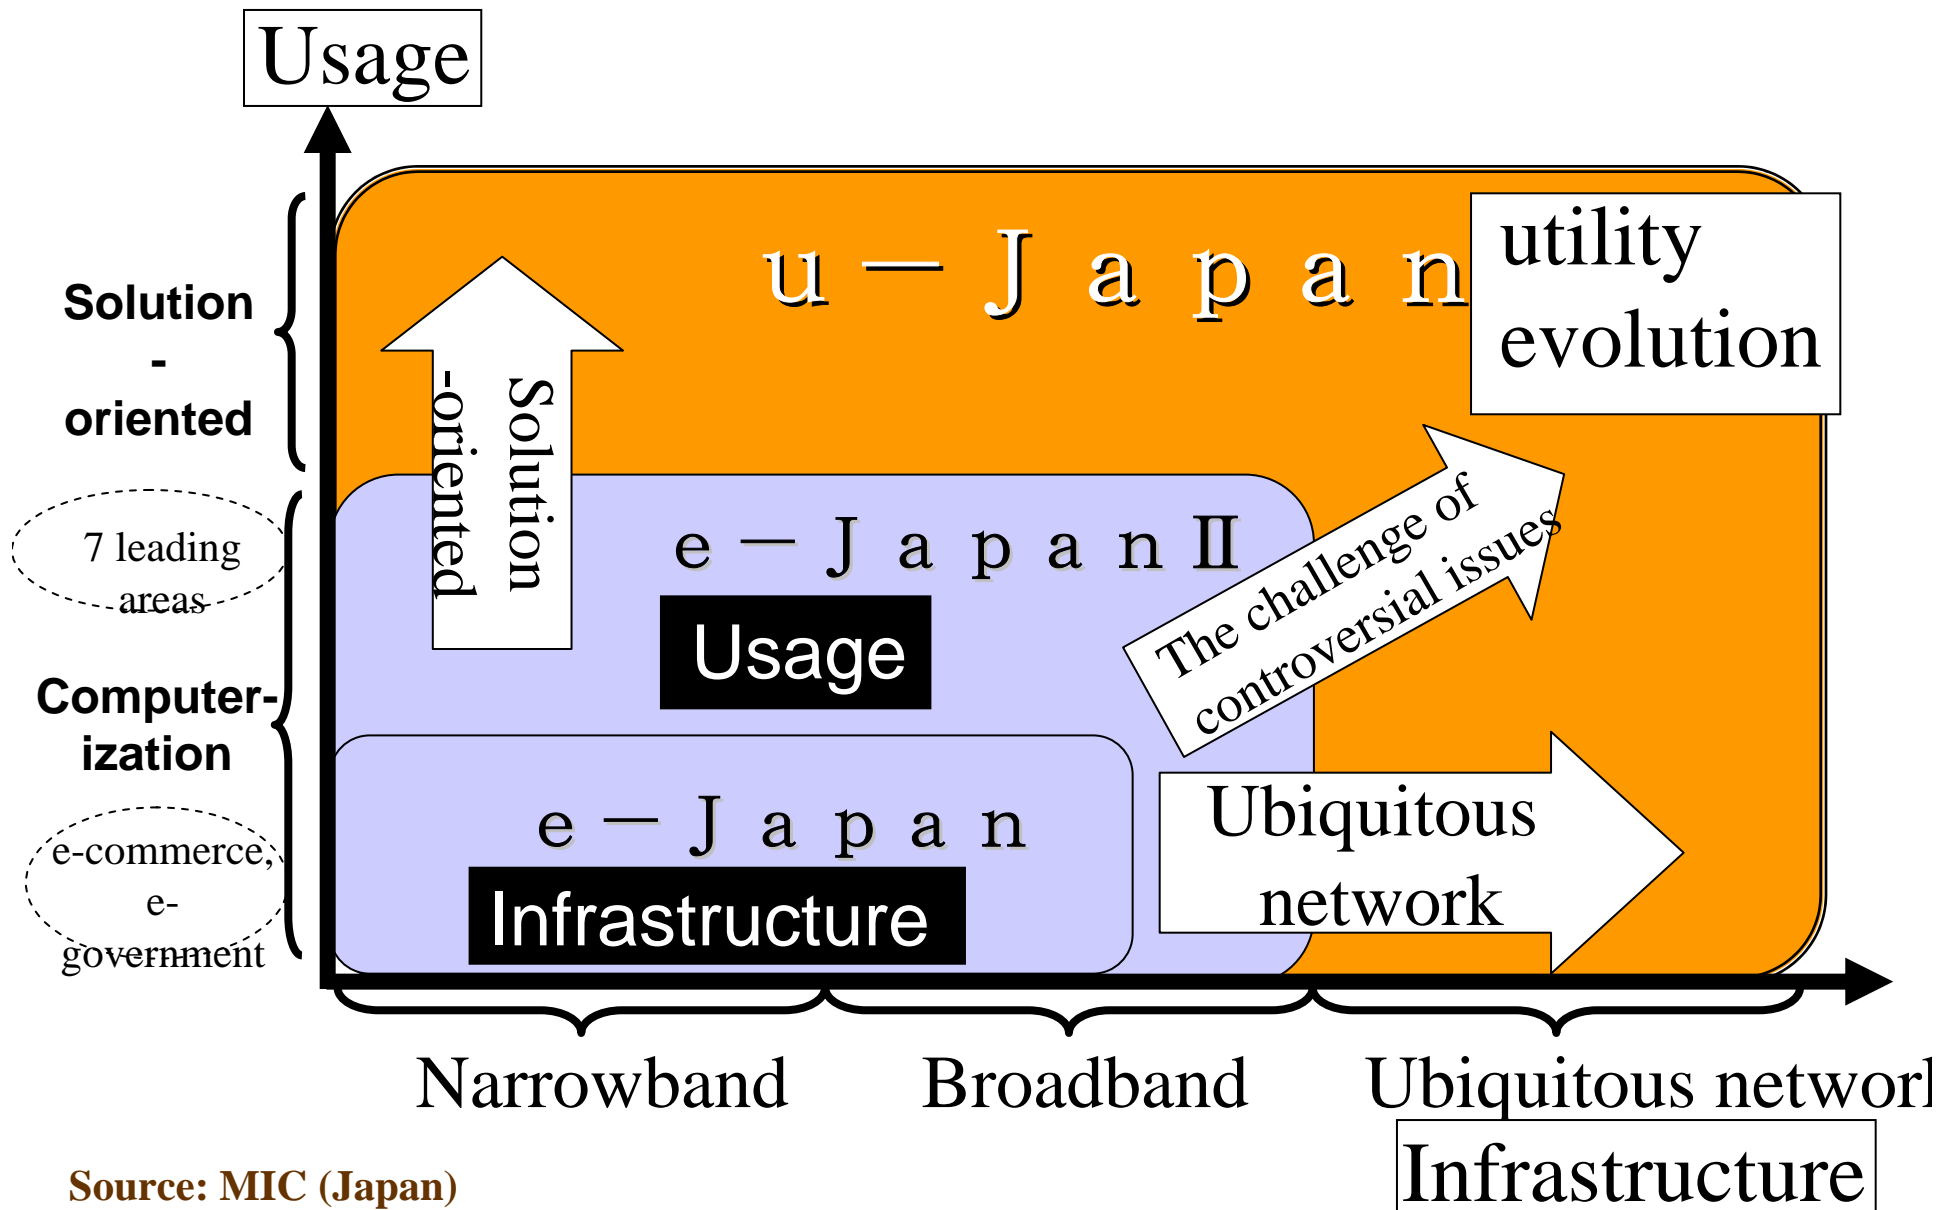 Usage
u－Japan
utility
evolution
Solution
-
oriented
Solution
-oriented
7 leading
areas
e－JapanⅡ
Usage
The challenge of
controversial issues
Computer-
ization
e－Japan
Infrastructure
Ubiquitous
network
e-commerce,
e-
government
Narrowband
Broadband
Ubiquitous network
Infrastructure
Source: MIC (Japan)